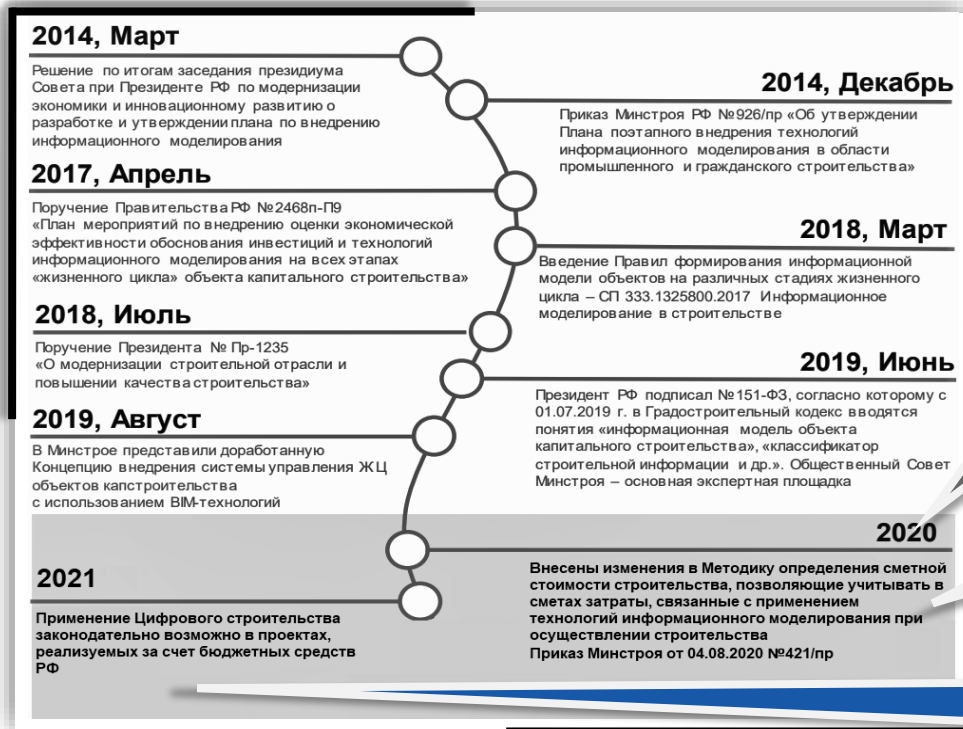 2014, Март
Решение по итогам заседания президиума
Совета при Президенте РФ по модернизации
экономики и инновационному развитию о
разработке и утверждении плана по внедрению
информационного моделирования
2014, Декабрь
Приказ Минстроя РФ №926/пр «Об утверждении
Плана поэтапного внедрения технологий
информационного моделирования в области
промышленного и гражданского строительства»
2017, Апрель
Поручение Правительства РФ №2468п-П9
«План мероприятий по внедрению оценки экономической
эффективности обоснования инвестиций и технологий
информационного моделирования на всех этапах
«жизненного цикла» объекта капитального строительства»
2018, Март
Введение Правил формирования информационной
модели объектов на различных стадиях жизненного
цикла – СП 333.1325800.2017 Информационное
моделирование в строительстве
2018, Июль
Поручение Президента № Пр-1235
«О модернизации строительной отрасли и
повышении качества строительства»
2019, Июнь
Президент РФ подписал №151-ФЗ, согласно которому с
01.07.2019 г. в Градостроительный кодекс вводятся
понятия «информационная модель объекта
капитального строительства», «классификатор
строительной информации и др.». Общественный Совет
Минстроя – основная экспертная площадка
2019, Август
В Минстрое представили доработанную
Концепцию внедрения системы управления ЖЦ
объектов капстроительства
с использованием BIM-технологий
2020
Внесены изменения в Методику определения сметной
стоимости строительства, позволяющие учитывать в
сметах затраты, связанные с применением
технологий информационного моделирования при
осуществлении строительства
Приказ Минстроя от 04.08.2020 №421/пр
2021
Применение Цифрового строительства
законодательно возможно в проектах,
реализуемых за счет бюджетных средств
РФ